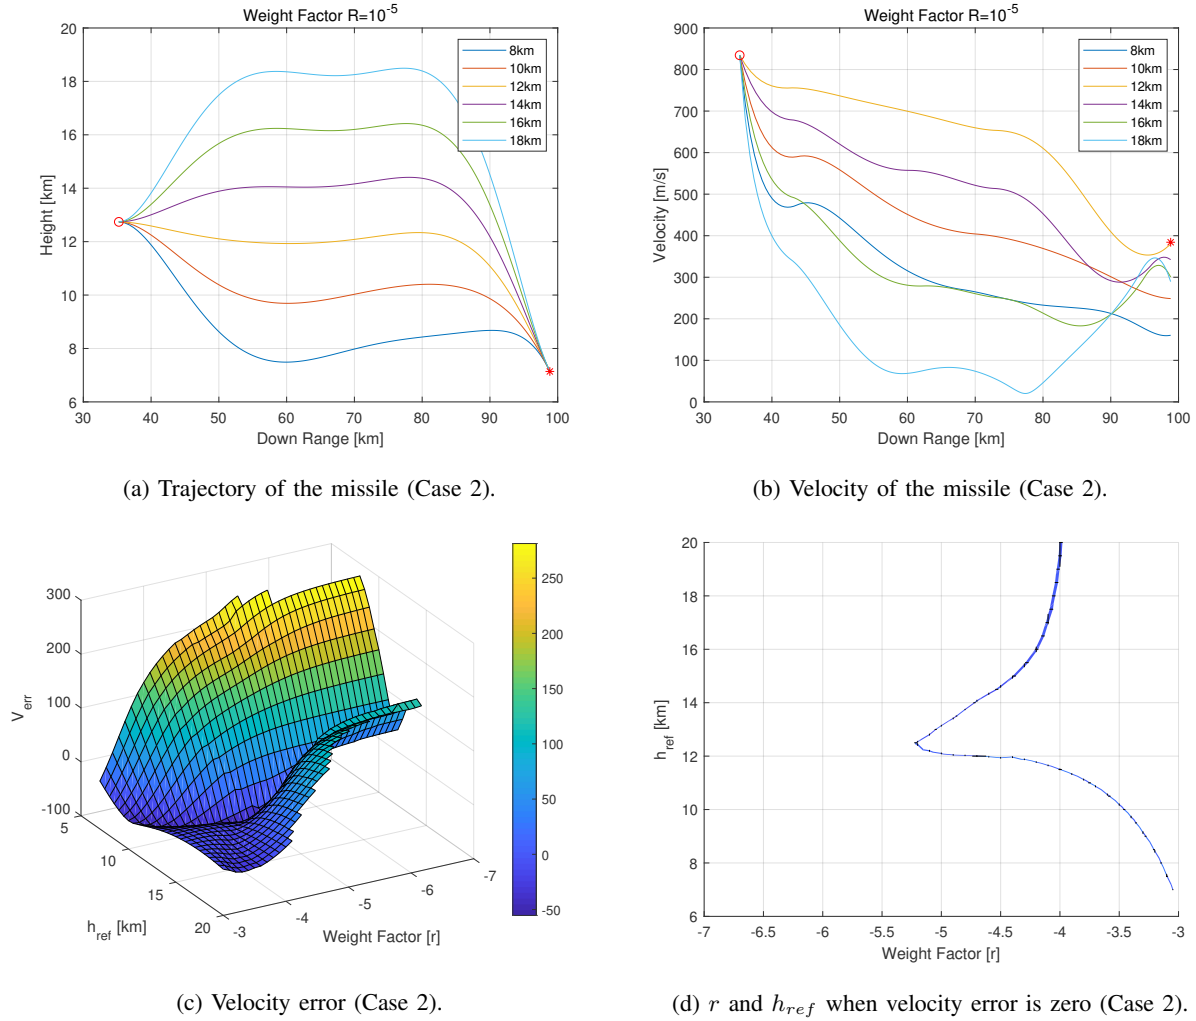 Weight Factor R=10^-5
20
18
16
14
12
10
8
6
Height [km]
8km
10km
12km
14km
16km
18km
30 40 50 60 70 80 90 100
Down Range [km]
(a) Trajectory of the missile (Case 2).
Weight Factor R=10^-5
900
800
700
600
500
400
300
200
100
0
Velocity [m/s]
8km
10km
12km
14km
16km
18km
30 40 50 60 70 80 90 100
Down Range [km]
(b) Velocity of the missile (Case 2).
300
200
100
0
-100
V_err
5
10
15
20
h_ref [km]
-3
-4
-5
-6
-7
Weight Factor [r]
250
200
150
100
50
0
-50
(c) Velocity error (Case 2).
20
18
16
14
12
10
8
6
h_ref [km]
-7 -6.5 -6 -5.5 -5 -4.5 -4 -3.5 -3
Weight Factor [r]
(d) r and h_ref when velocity error is zero (Case 2).